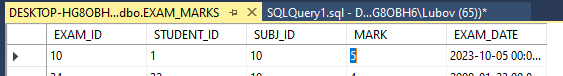 DESKTOP-HG8OBH...dbo.EXAM_MARKS SQLQuery1.sql - D...G8OBH6\Lubov (65))*
EXAM_ID STUDENT_ID SUBJ_ID MARK EXAM_DATE
10 1 10 5 2023-10-05 00:0...